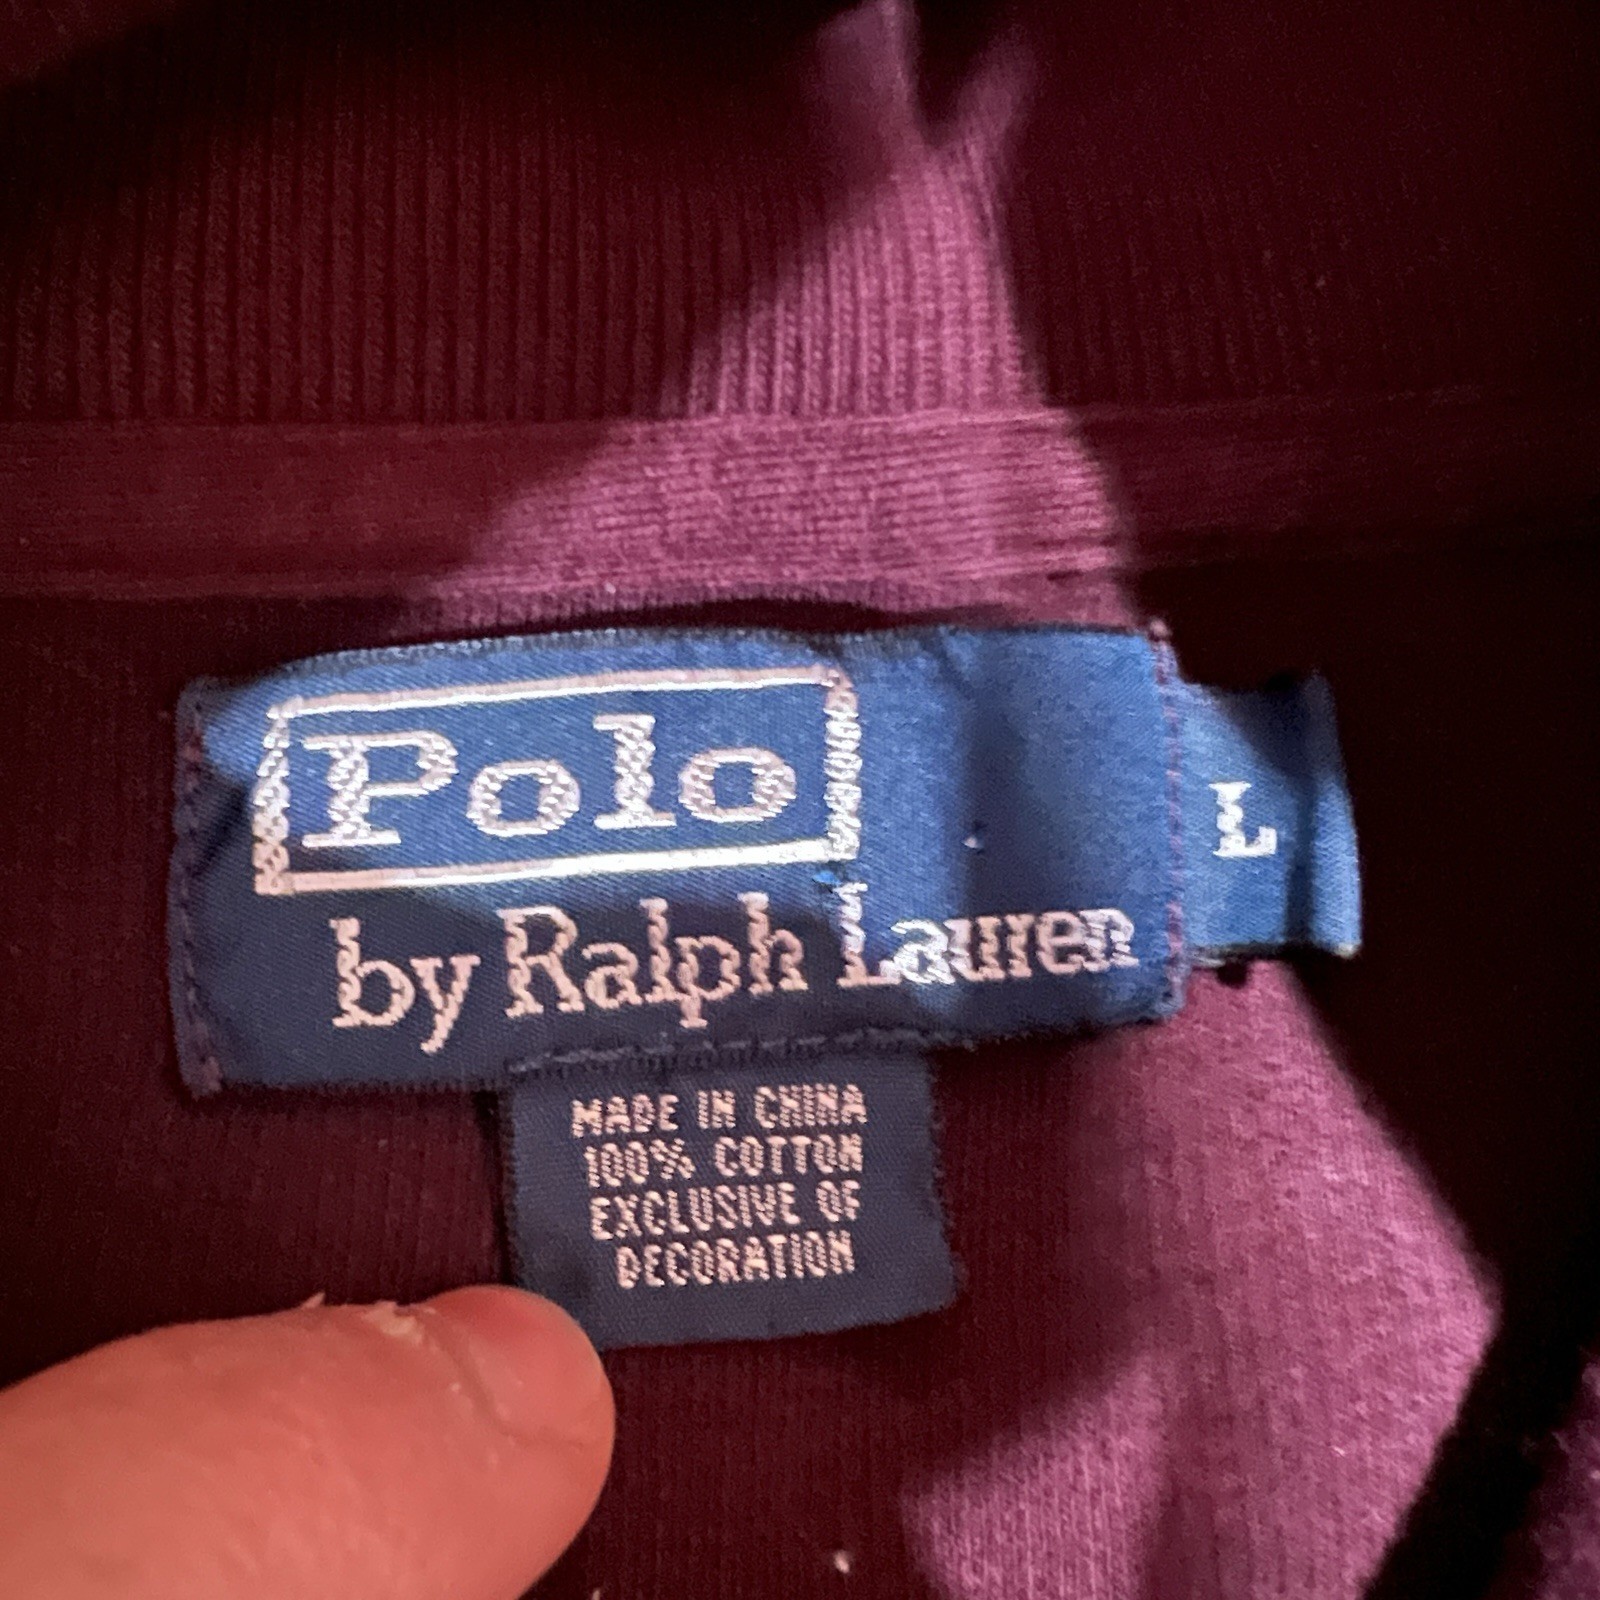 Polo
by Ralph Lauren
L
MADE IN CHINA
100% COTTON
EXCLUSIVE OF
DECORATION